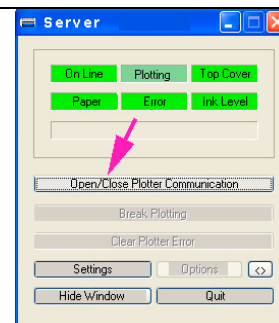 Server
On Line Plotting Top Cover
Paper Error Ink Level
Open/Close Plotter Communication
Break Plotting
Clear Plotter Error
Settings Options <>
Hide Window Quit